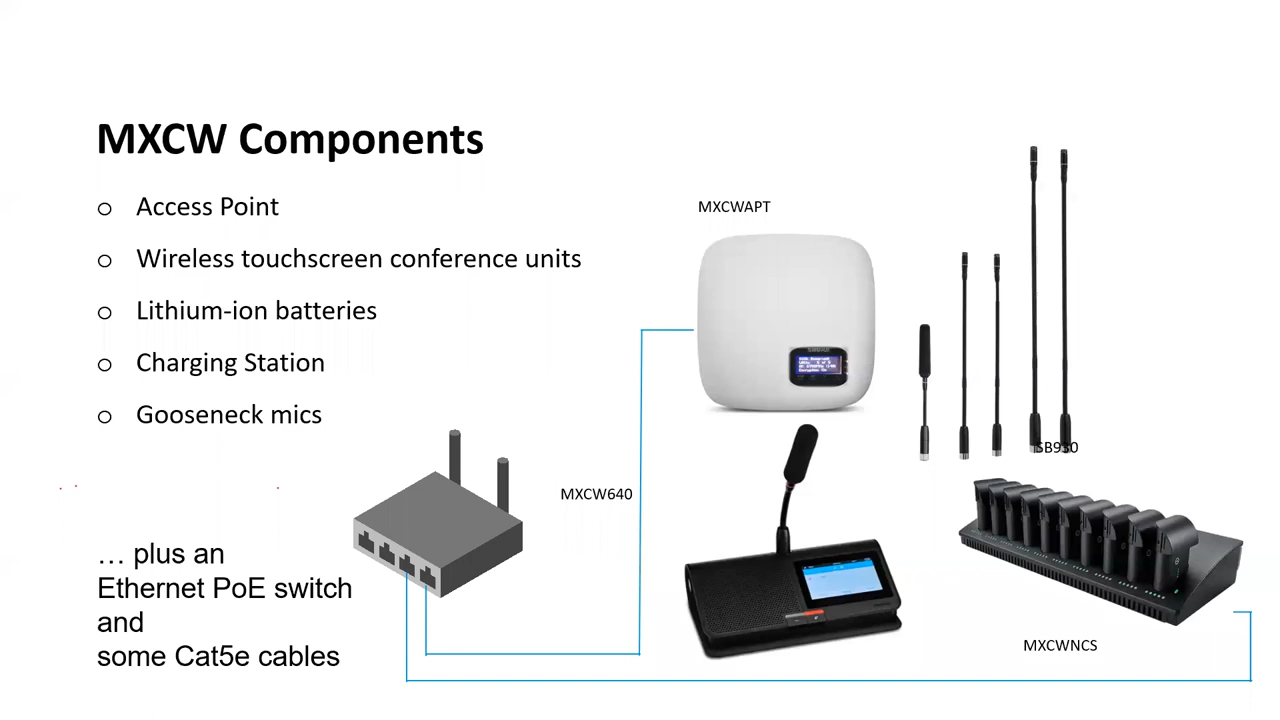 MXCW Components
o Access Point
o Wireless touchscreen conference units
o Lithium-ion batteries
o Charging Station
o Gooseneck mics
… plus an
Ethernet PoE switch
and
some Cat5e cables
MXCWAPT
MXCW640
SB930
MXCWNCS